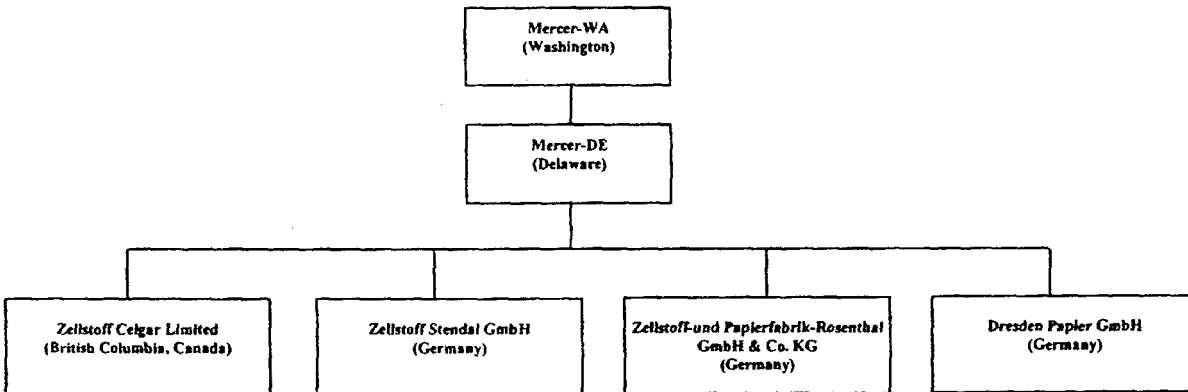 Mercer-WA
(Washington)
Mercer-DE
(Delaware)
Zellstoff Celgar Limited
(British Columbia, Canada)
Zellstoff Stendal GmbH
(Germany)
Zellstoff-und Papierfabrik-Rosenthal
GmbH & Co. KG
(Germany)
Dresden Papier GmbH
(Germany)